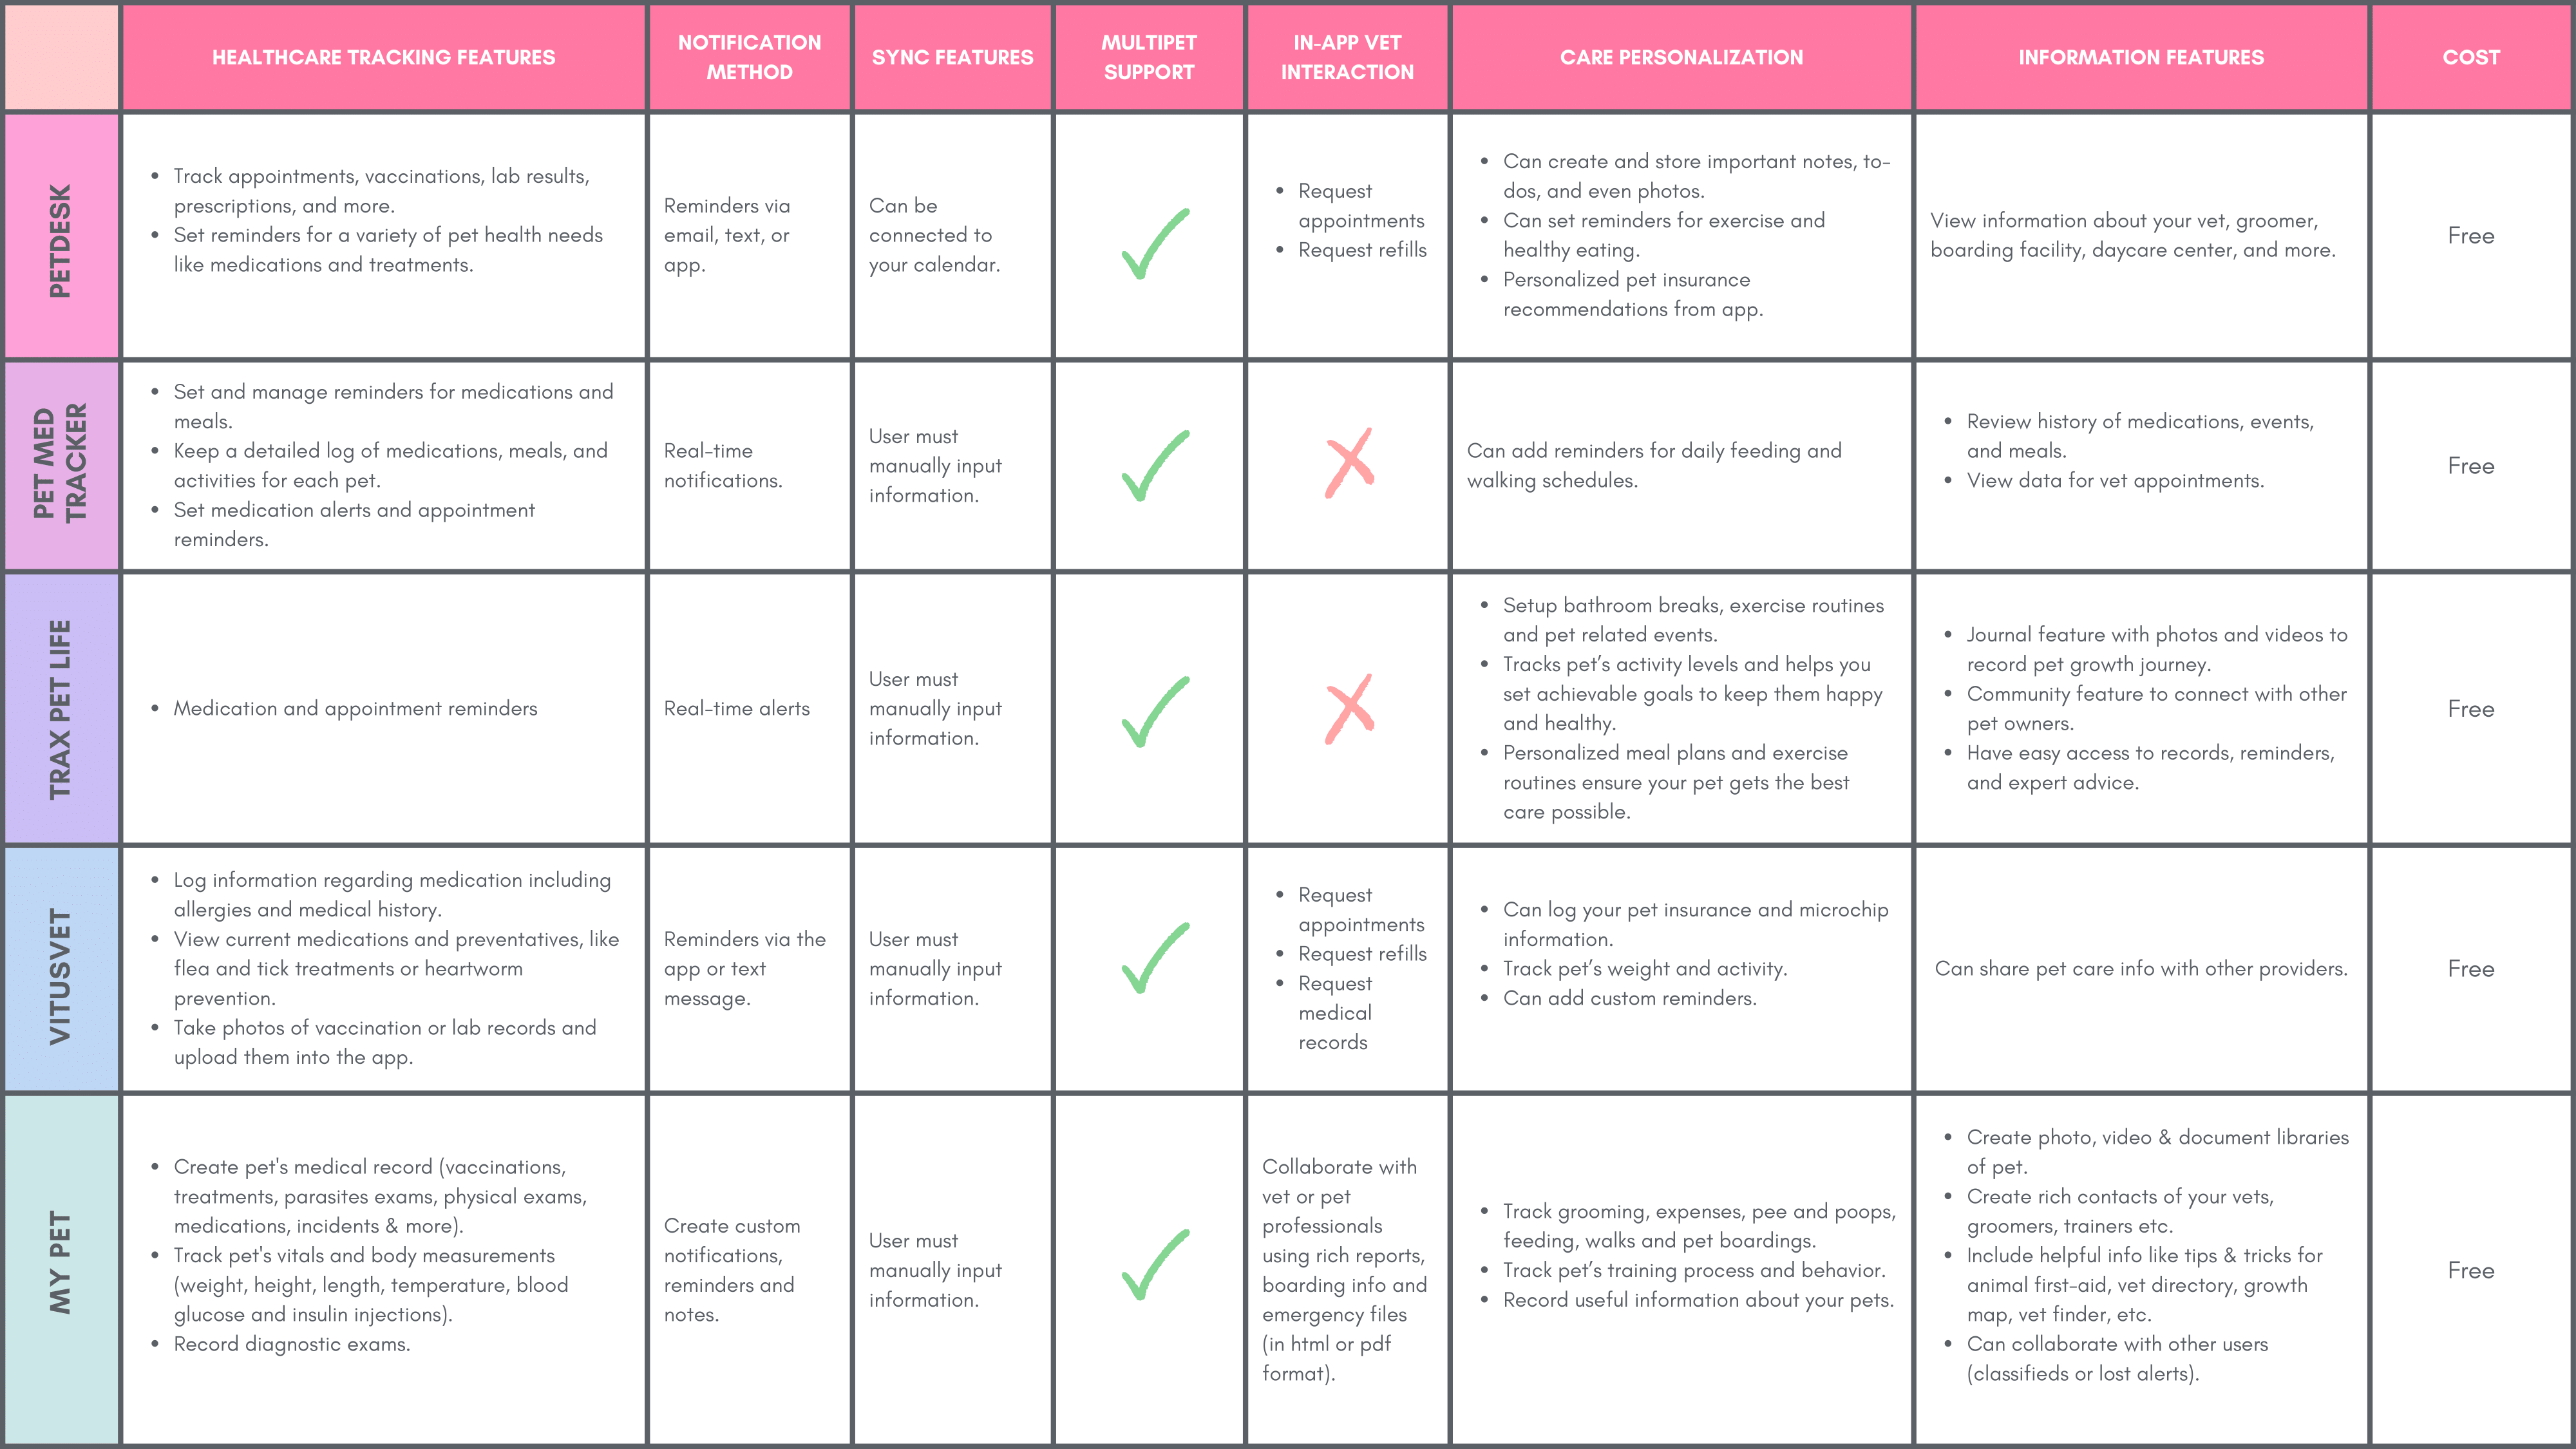 HEALTHCARE TRACKING FEATURES
NOTIFICATION
METHOD
SYNC FEATURES
MULTIPET
SUPPORT
IN-APP VET
INTERACTION
CARE PERSONALIZATION
INFORMATION FEATURES
COST
PETDESK
• Track appointments, vaccinations, lab results,
prescriptions, and more.
• Set reminders for a variety of pet health needs
like medications and treatments.
Reminders via
email, text, or
app.
Can be
connected to
your calendar.
• Request
appointments
• Request refills
• Can create and store important notes, to-
dos, and even photos.
• Can set reminders for exercise and
healthy eating.
• Personalized pet insurance
recommendations from app.
View information about your vet, groomer,
boarding facility, daycare center, and more.
Free
PET MED
TRACKER
• Set and manage reminders for medications and
meals.
• Keep a detailed log of medications, meals, and
activities for each pet.
• Set medication alerts and appointment
reminders.
Real-time
notifications.
User must
manually input
information.
Can add reminders for daily feeding and
walking schedules.
• Review history of medications, events,
and meals.
• View data for vet appointments.
Free
TRAX PET LIFE
• Medication and appointment reminders
Real-time alerts
User must
manually input
information.
• Setup bathroom breaks, exercise routines
and pet related events.
• Tracks pet’s activity levels and helps you
set achievable goals to keep them happy
and healthy.
• Personalized meal plans and exercise
routines ensure your pet gets the best
care possible.
• Journal feature with photos and videos to
record pet growth journey.
• Community feature to connect with other
pet owners.
• Have easy access to records, reminders,
and expert advice.
Free
VITUSVET
• Log information regarding medication including
allergies and medical history.
• View current medications and preventatives, like
flea and tick treatments or heartworm
prevention.
• Take photos of vaccination or lab records and
upload them into the app.
Reminders via the
app or text
message.
User must
manually input
information.
• Request
appointments
• Request refills
• Request
medical
records
• Can log your pet insurance and microchip
information.
• Track pet’s weight and activity.
• Can add custom reminders.
Can share pet care info with other providers.
Free
MY PET
• Create pet's medical record (vaccinations,
treatments, parasites exams, physical exams,
medications, incidents & more).
• Track pet's vitals and body measurements
(weight, height, length, temperature, blood
glucose and insulin injections).
• Record diagnostic exams.
Create custom
notifications,
reminders and
notes.
User must
manually input
information.
Collaborate with
vet or pet
professionals
using rich reports,
boarding info and
emergency files
(in html or pdf
format).
• Track grooming, expenses, pee and poops,
feeding, walks and pet boardings.
• Track pet’s training process and behavior.
• Record useful information about your pets.
• Create photo, video & document libraries
of pet.
• Create rich contacts of your vets,
groomers, trainers etc.
• Include helpful info like tips & tricks for
animal first-aid, vet directory, growth
map, vet finder, etc.
• Can collaborate with other users
(classifieds or lost alerts).
Free